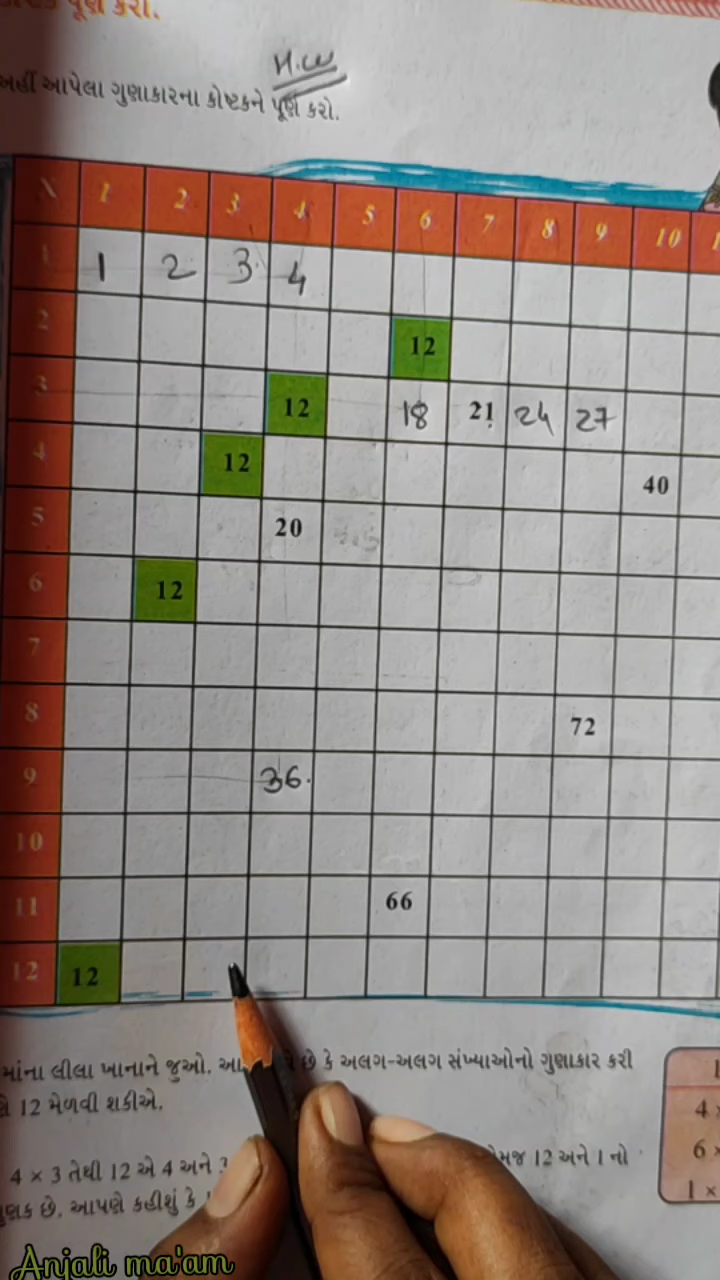 પૂર્ણ કરો.
H.W
અહીં આપેલા ગુણાકારના કોષ્ટકને પૂર્ણ કરો.
X 1 2 3 4 5 6 7 8 9 10
1 1 2 3 4
2 12
3 12 18 21 24 27
4 12 40
5 20
6 12
7
8 72
9 36
10
11 66
12 12
માંના લીલા ખાનાને જુઓ. છે કે અલગ-અલગ સંખ્યાઓનો ગુણાકાર કરી
12 મેળવી શકીએ.
4 × 3 તેથી 12 એ 4 અને 12 અને 1 નો
છે. આપણે કહીશું કે
4
6
1 ×
Anjali ma'am